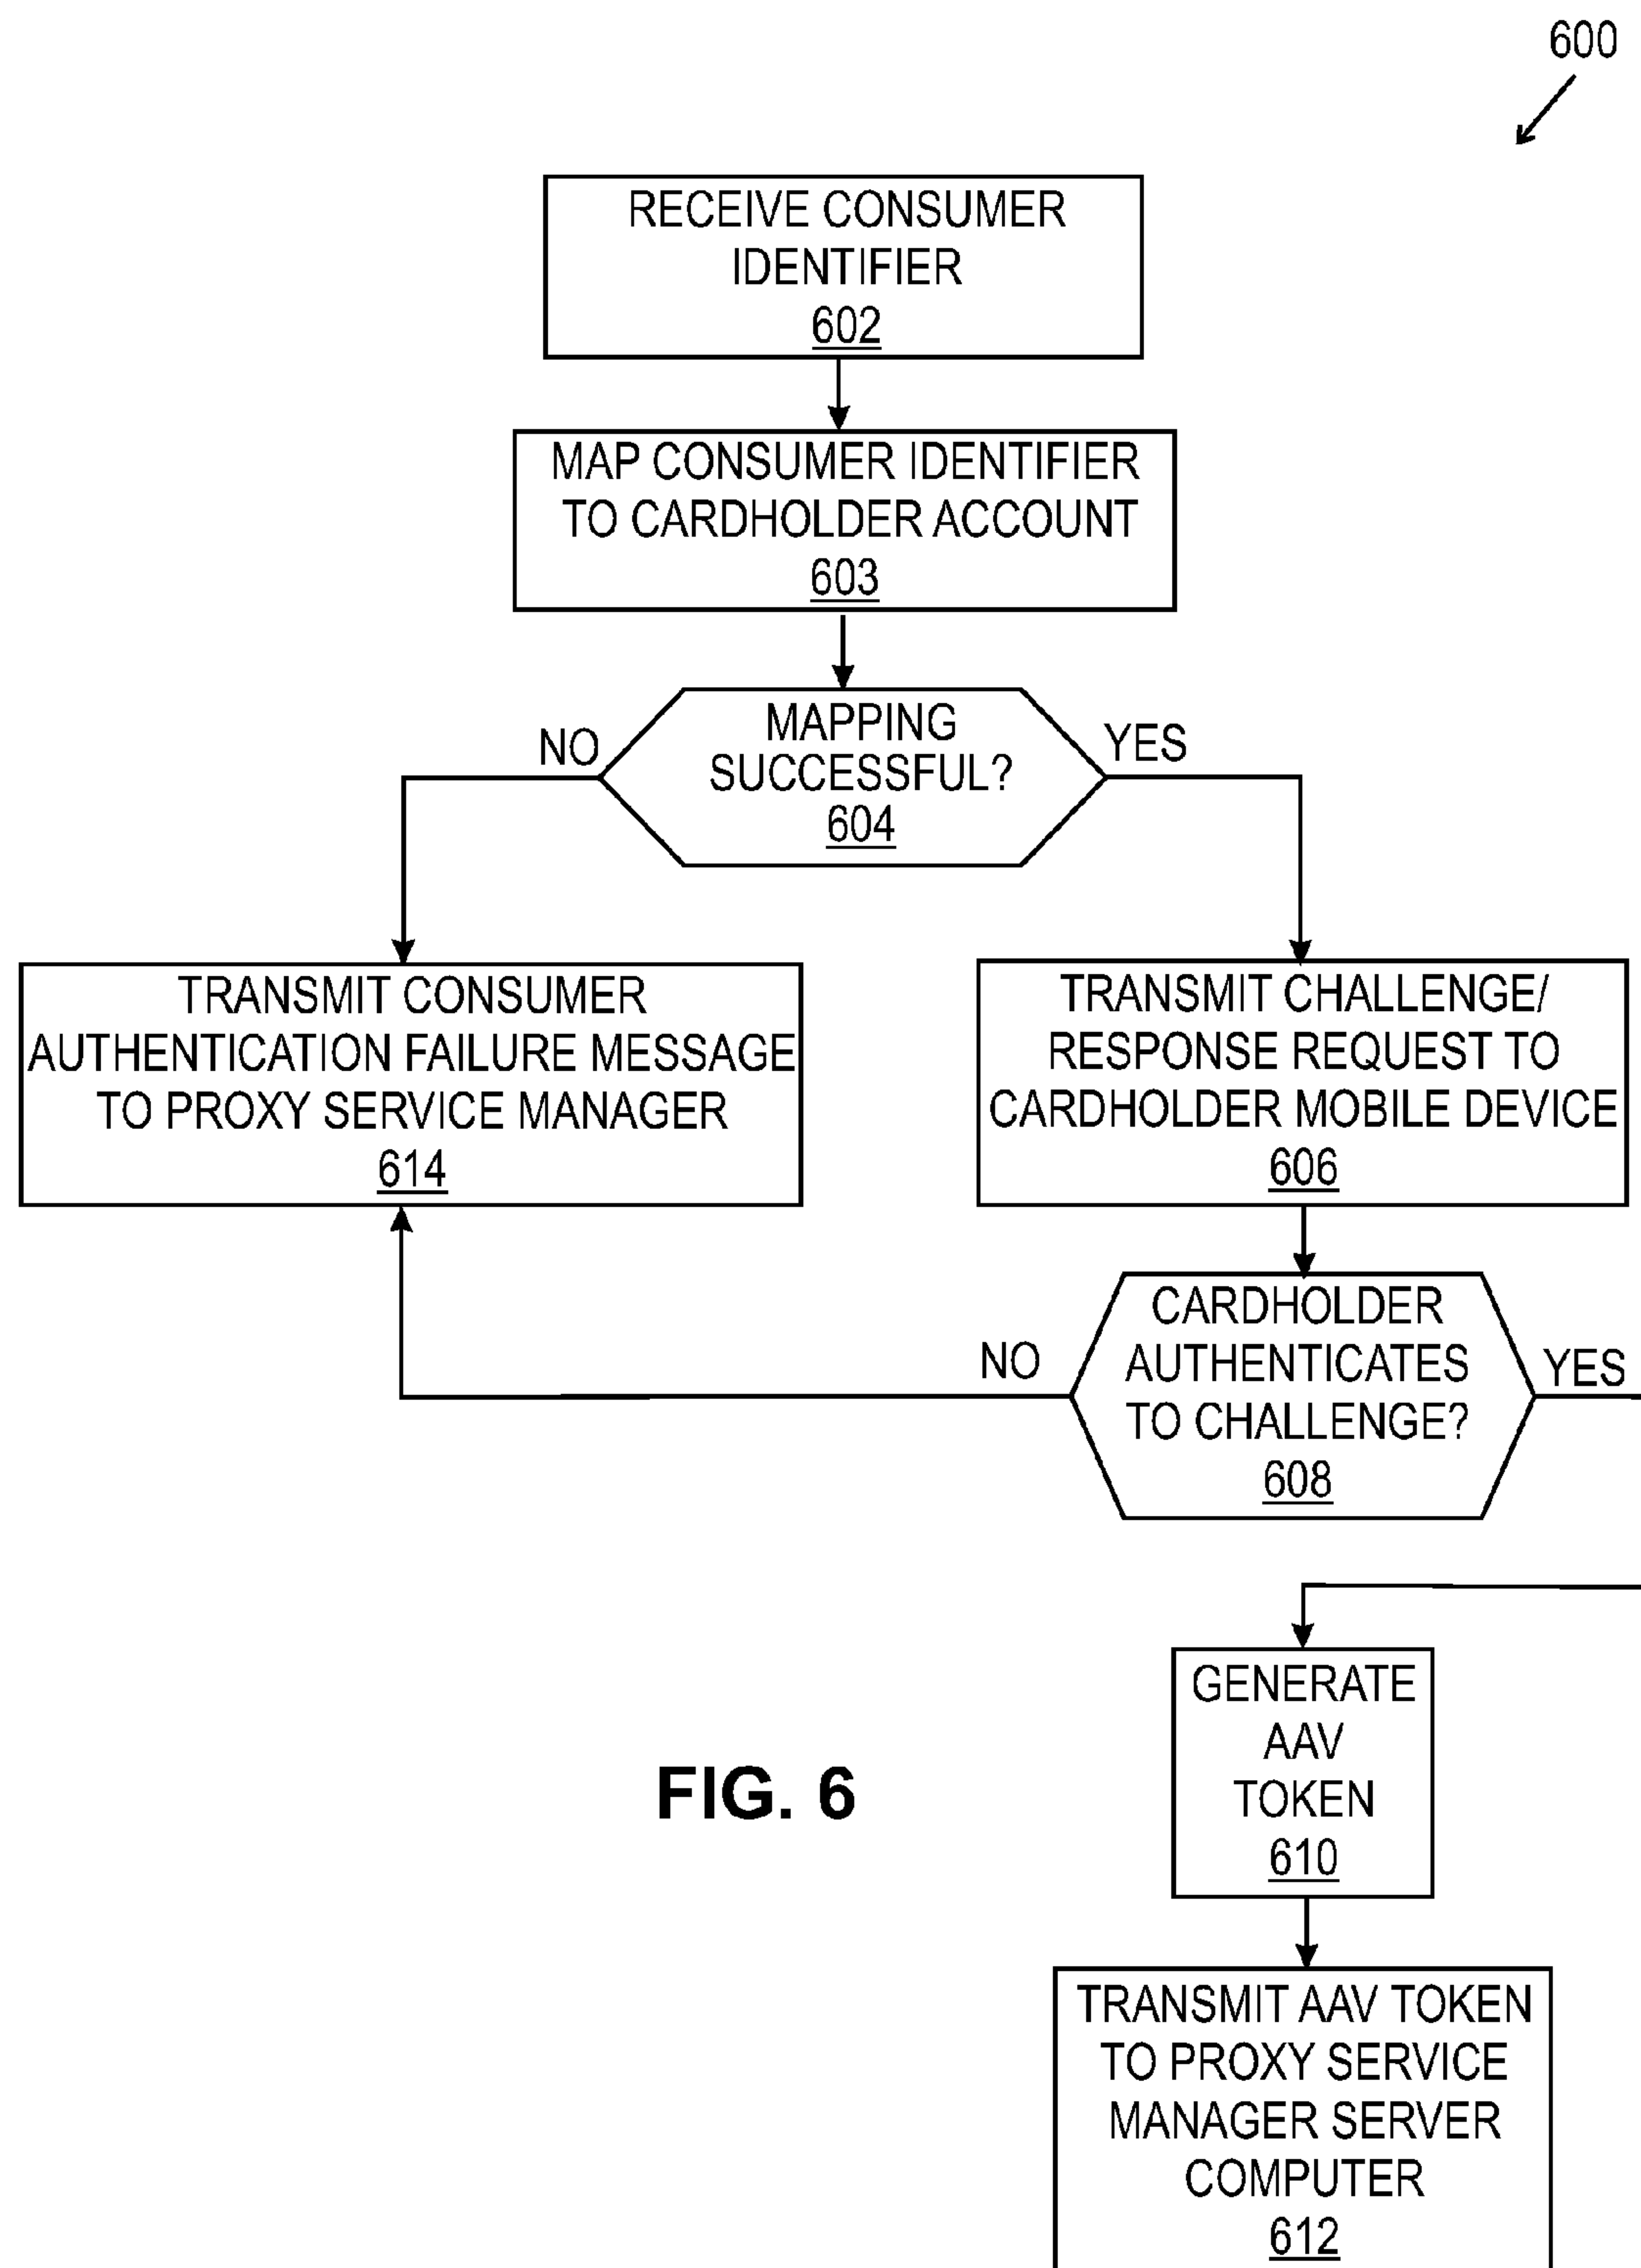 600
RECEIVE CONSUMER
IDENTIFIER
602
MAP CONSUMER IDENTIFIER
TO CARDHOLDER ACCOUNT
603
MAPPING
SUCCESSFUL?
604
NO
YES
TRANSMIT CONSUMER
AUTHENTICATION FAILURE MESSAGE
TO PROXY SERVICE MANAGER
614
TRANSMIT CHALLENGE/
RESPONSE REQUEST TO
CARDHOLDER MOBILE DEVICE
606
CARDHOLDER
AUTHENTICATES
TO CHALLENGE?
608
NO
YES
GENERATE
AAV
TOKEN
610
TRANSMIT AAV TOKEN
TO PROXY SERVICE
MANAGER SERVER
COMPUTER
612
FIG. 6